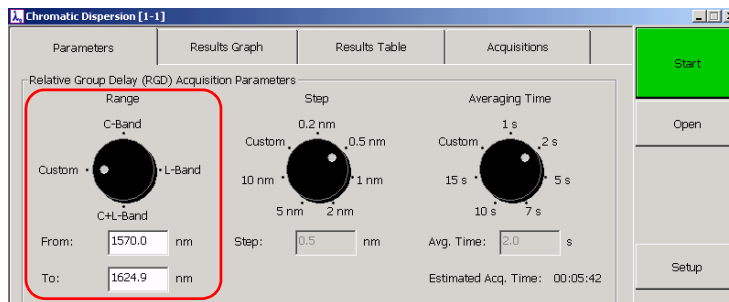 Chromatic Dispersion [1-1]
Parameters
Results Graph
Results Table
Acquisitions
Start
Open
Setup
Relative Group Delay (RGD) Acquisition Parameters
Range
C-Band
Custom
L-Band
C+L-Band
From: 1570.0 nm
To: 1624.9 nm
Step
0.2 nm
Custom
0.5 nm
10 nm
1 nm
5 nm
2 nm
Step: 0.5 nm
Averaging Time
1 s
Custom
2 s
15 s
5 s
10 s
7 s
Avg. Time: 2.0 s
Estimated Acq. Time: 00:05:42